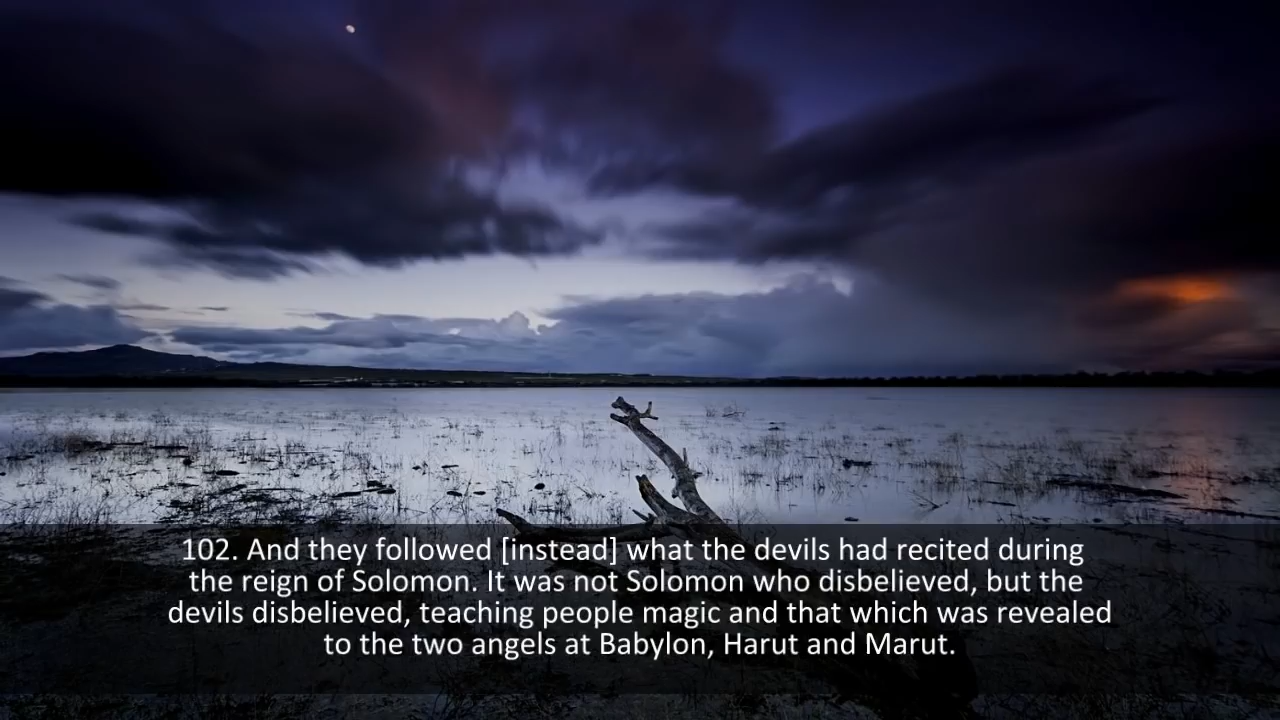 102. And they followed [instead] what the devils had recited during
the reign of Solomon. It was not Solomon who disbelieved, but the
devils disbelieved, teaching people magic and that which was revealed
to the two angels at Babylon, Harut and Marut.